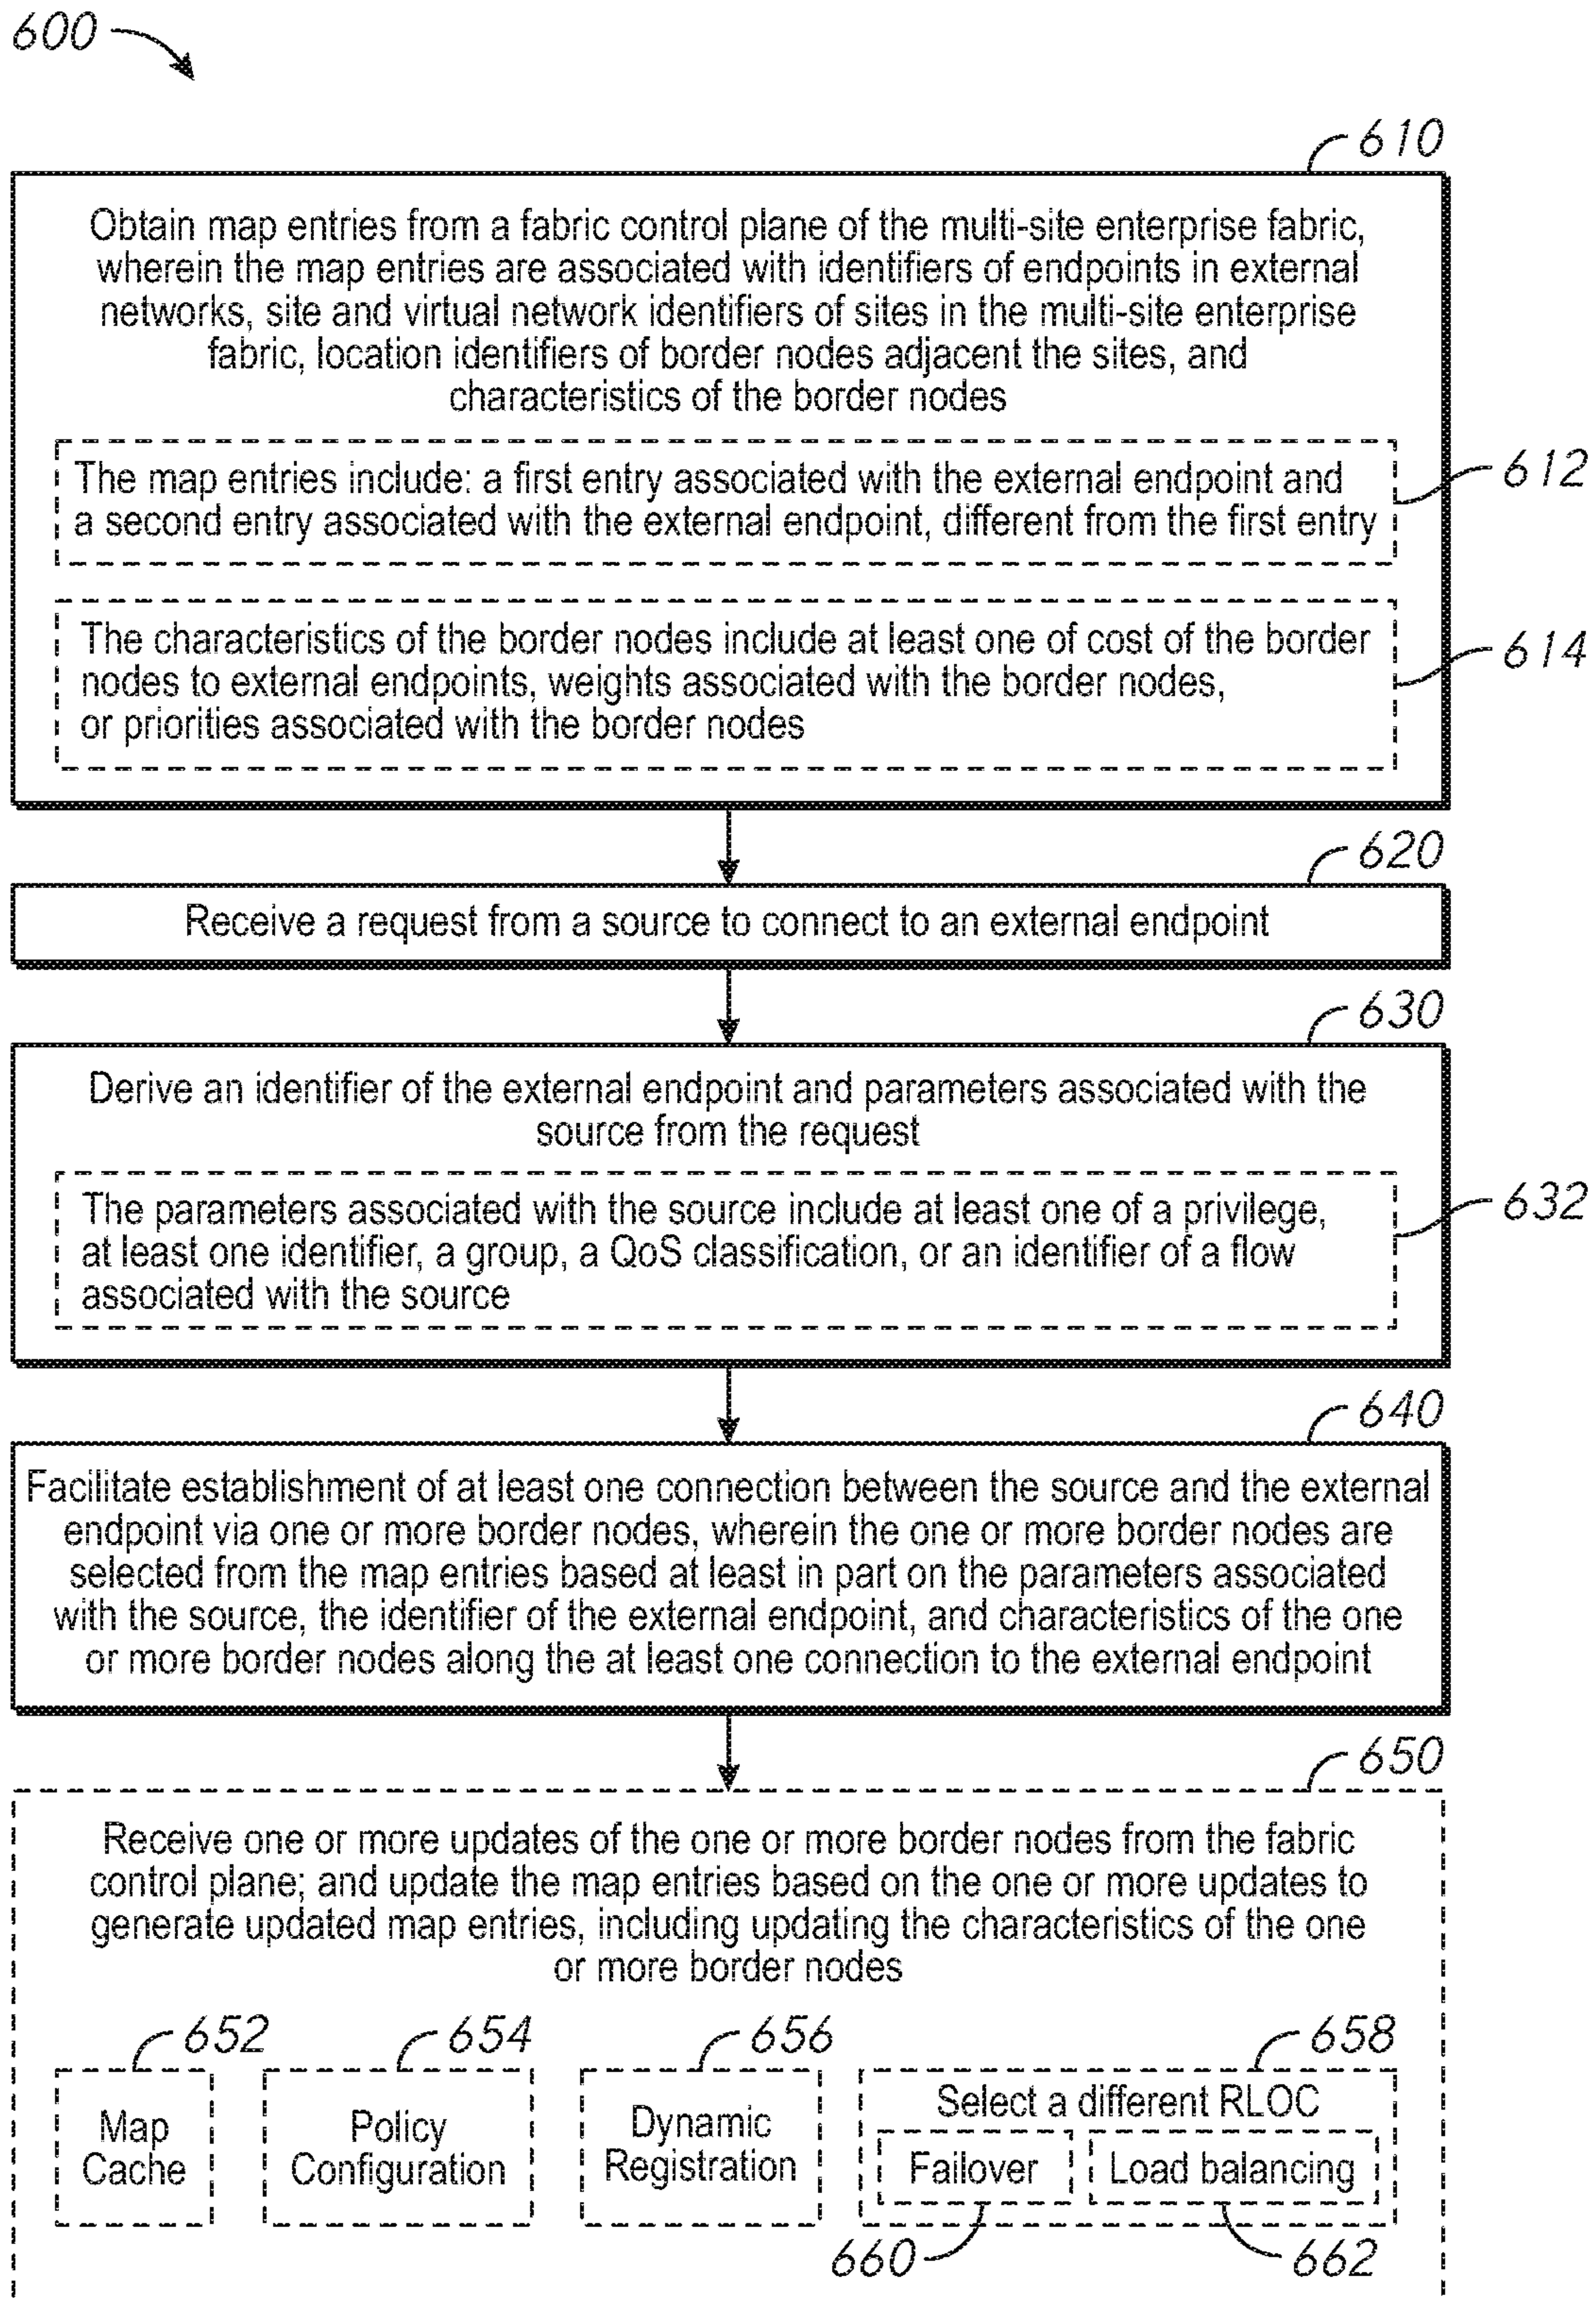 600
610
Obtain map entries from a fabric control plane of the multi-site enterprise fabric,
wherein the map entries are associated with identifiers of endpoints in external
networks, site and virtual network identifiers of sites in the multi-site enterprise
fabric, location identifiers of border nodes adjacent the sites, and
characteristics of the border nodes
612
The map entries include: a first entry associated with the external endpoint and
a second entry associated with the external endpoint, different from the first entry
614
The characteristics of the border nodes include at least one of cost of the border
nodes to external endpoints, weights associated with the border nodes,
or priorities associated with the border nodes
620
Receive a request from a source to connect to an external endpoint
630
Derive an identifier of the external endpoint and parameters associated with the
source from the request
632
The parameters associated with the source include at least one of a privilege,
at least one identifier, a group, a QoS classification, or an identifier of a flow
associated with the source
640
Facilitate establishment of at least one connection between the source and the external
endpoint via one or more border nodes, wherein the one or more border nodes are
selected from the map entries based at least in part on the parameters associated
with the source, the identifier of the external endpoint, and characteristics of the one
or more border nodes along the at least one connection to the external endpoint
650
Receive one or more updates of the one or more border nodes from the fabric
control plane; and update the map entries based on the one or more updates to
generate updated map entries, including updating the characteristics of the one
or more border nodes
652
Map
Cache
654
Policy
Configuration
656
Dynamic
Registration
658
Select a different RLOC
Failover
Load balancing
660
662